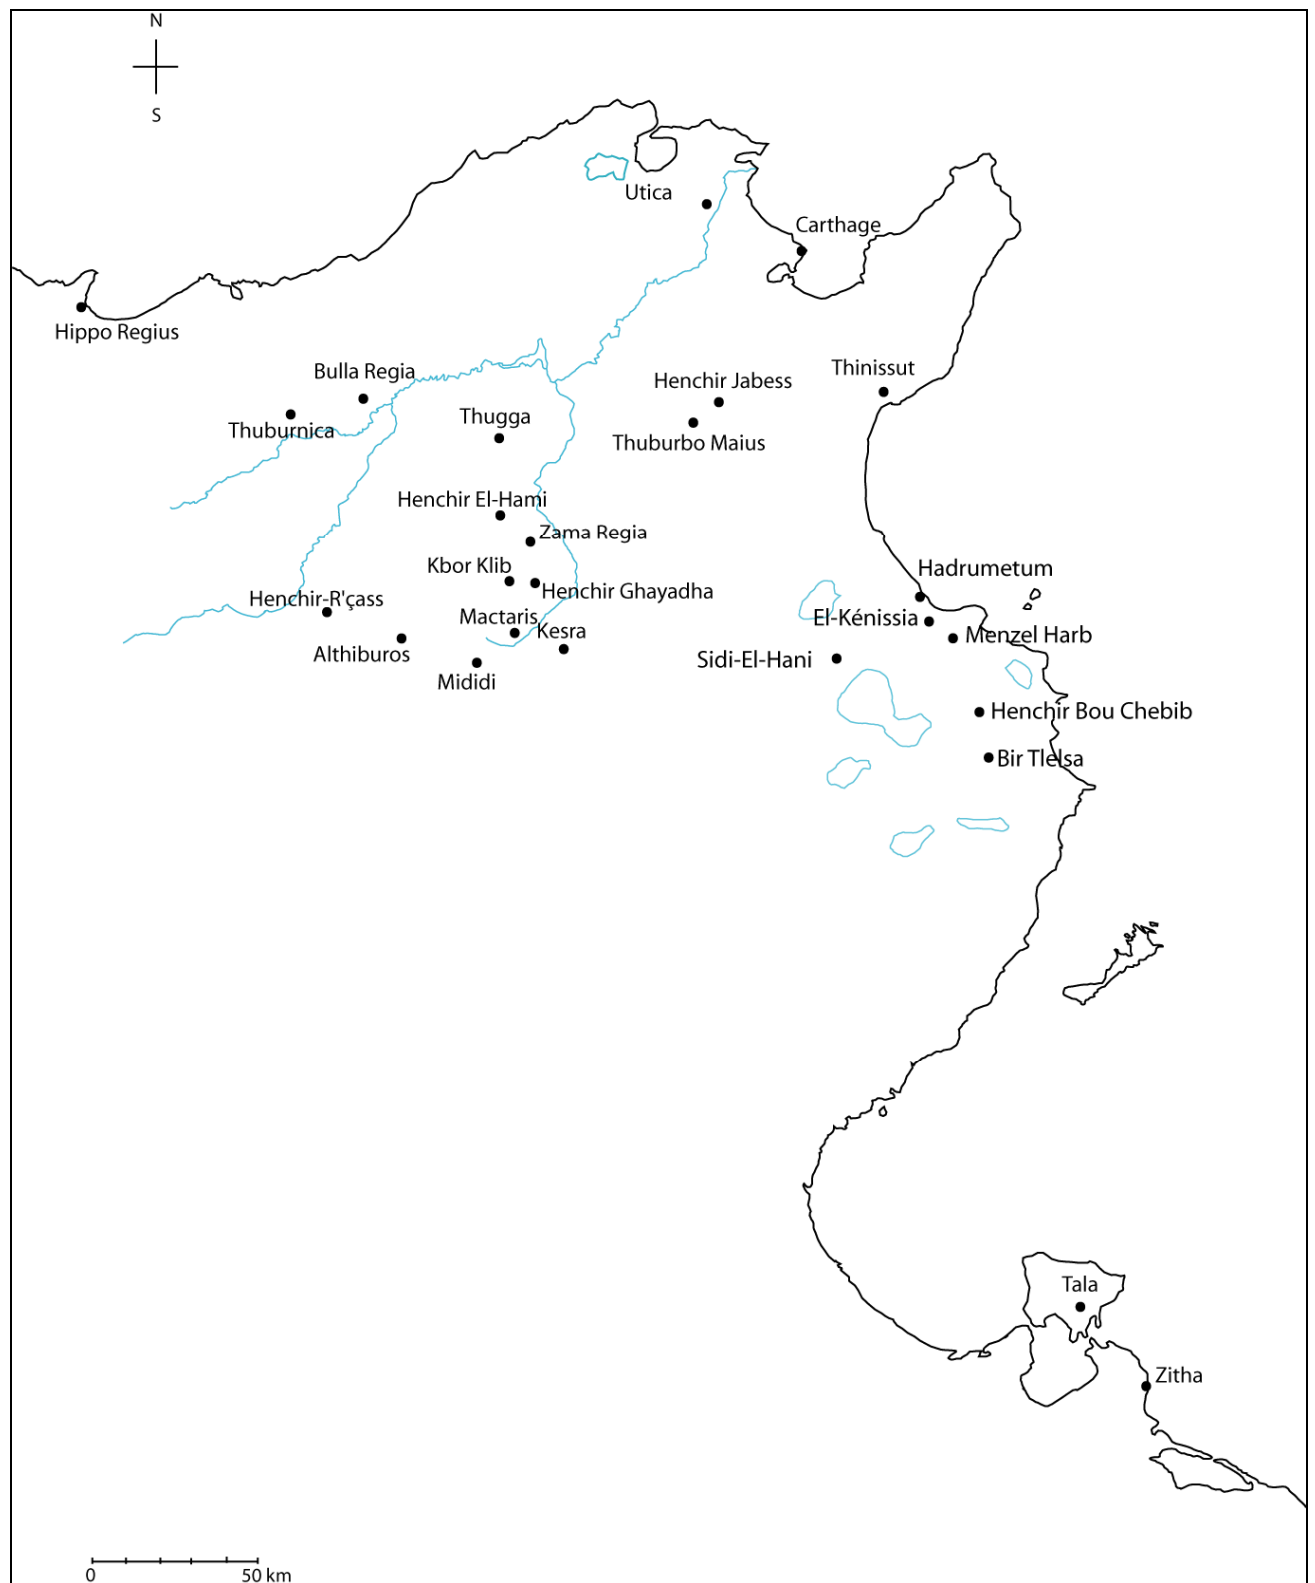 N
S
Utica
Carthage
Hippo Regius
Bulla Regia
Thinissut
Henchir Jabess
Thugga
Thuburnica
Thuburbo Maius
Henchir El-Hami
Zama Regia
Kbor Klib
Hadrumetum
Henchir Ghayadha
Henchir-R'çass
Mactaris
El-Kénissia
Kesra
Menzel Harb
Althiburos
Sidi-El-Hani
Mididi
Henchir Bou Chebib
Bir Tlelsa
Tala
Zitha
0 50 km